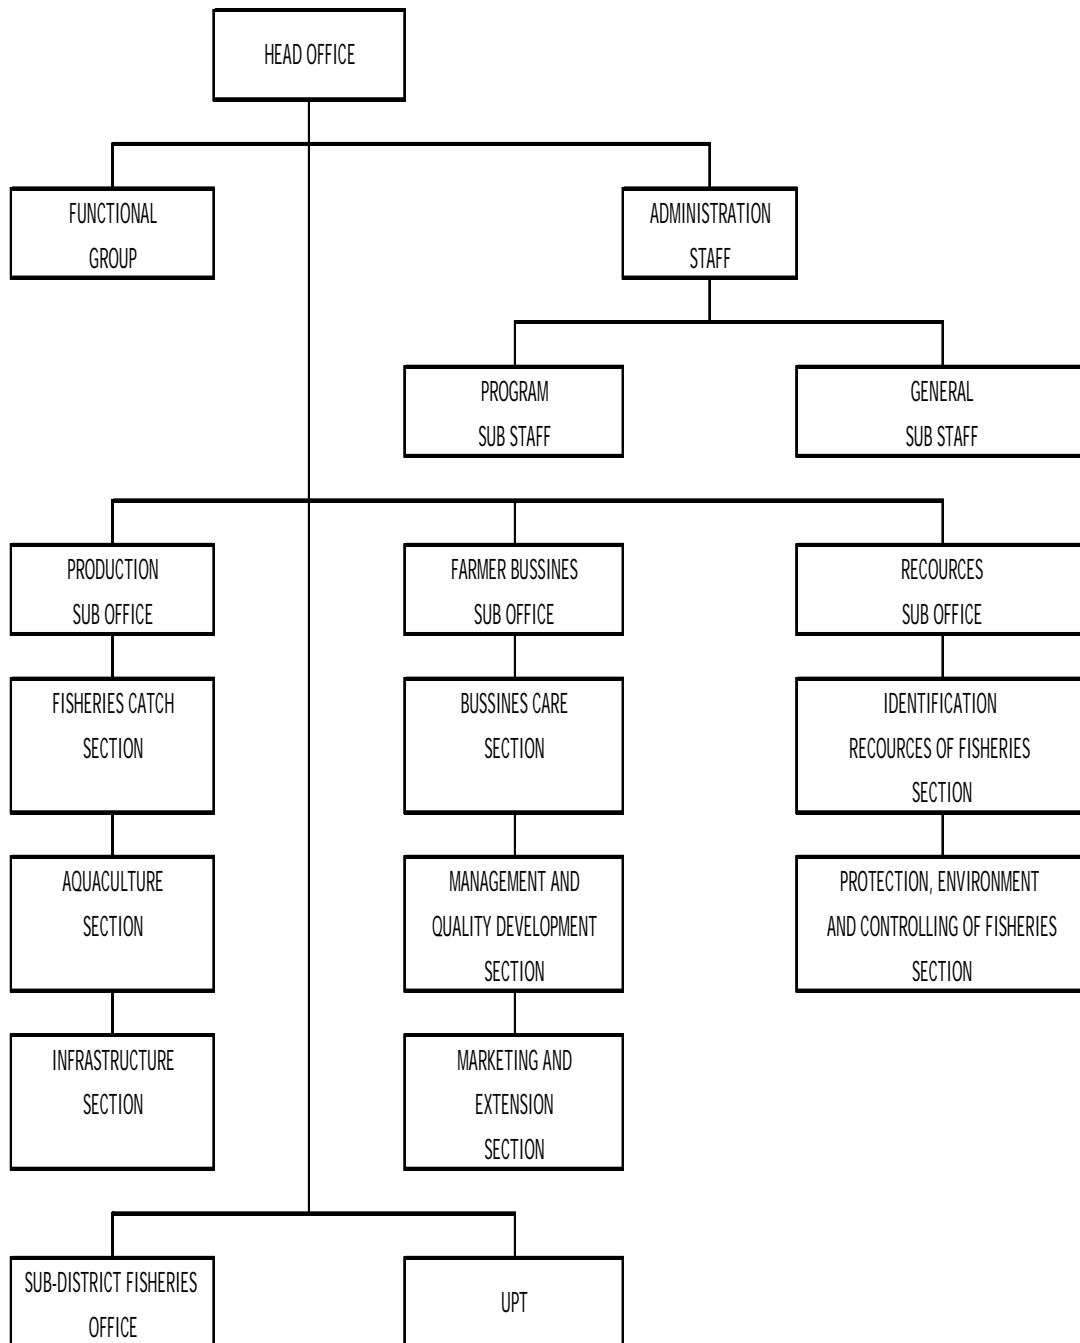 HEAD OFFICE
FUNCTIONAL
GROUP
ADMINISTRATION
STAFF
PROGRAM
SUB STAFF
GENERAL
SUB STAFF
PRODUCTION
SUB OFFICE
FARMER BUSSINES
SUB OFFICE
RECOURCES
SUB OFFICE
FISHERIES CATCH
SECTION
BUSSINES CARE
SECTION
IDENTIFICATION
RECOURCES OF FISHERIES
SECTION
AQUACULTURE
SECTION
MANAGEMENT AND
QUALITY DEVELOPMENT
SECTION
PROTECTION, ENVIRONMENT
AND CONTROLLING OF FISHERIES
SECTION
INFRASTRUCTURE
SECTION
MARKETING AND
EXTENSION
SECTION
SUB-DISTRICT FISHERIES
OFFICE
UPT